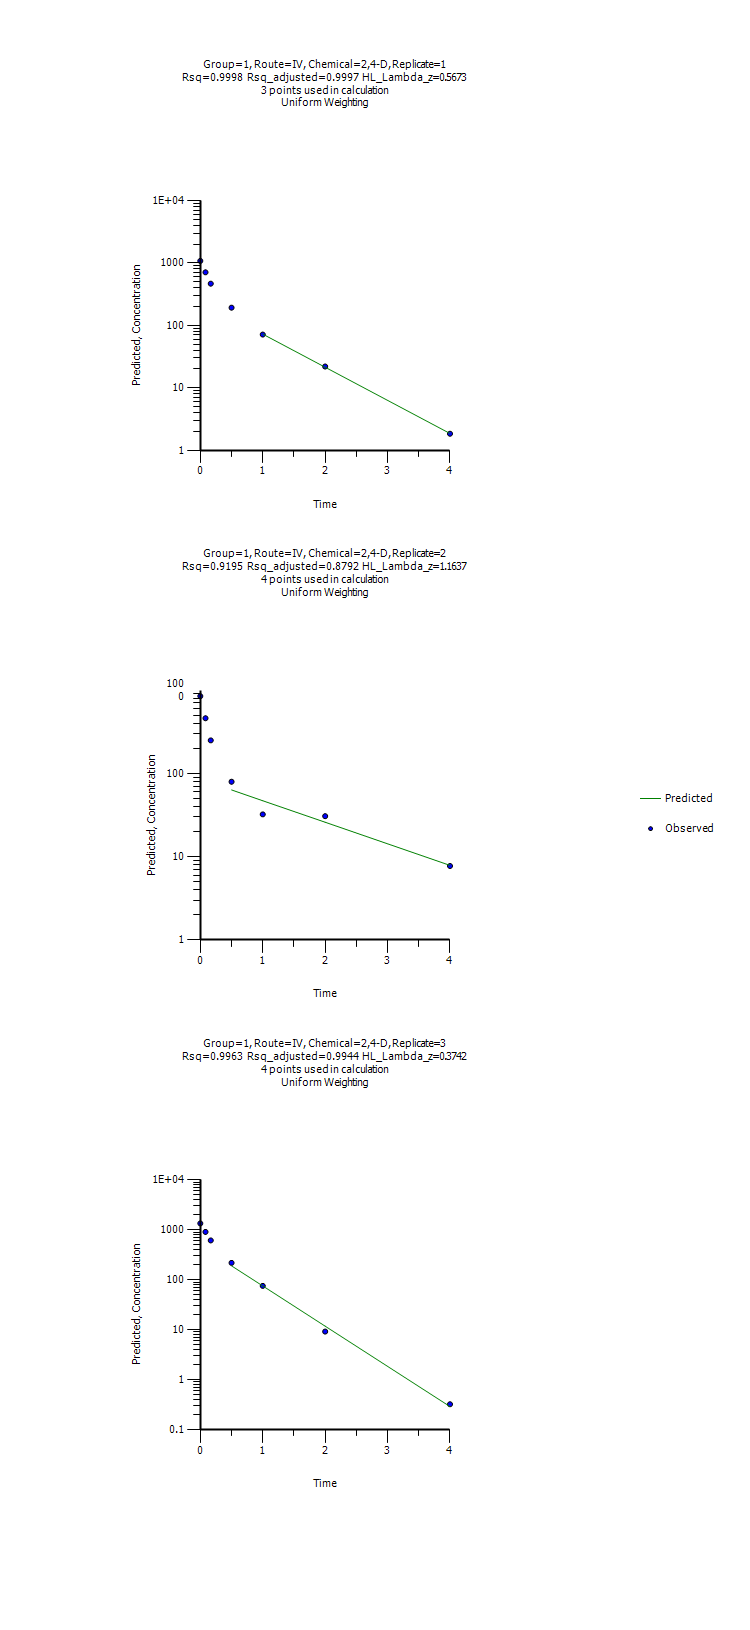 Group=1, Route=IV, Chemical=2,4-D, Replicate=1
Rsq=0.9998 Rsq_adjusted=0.9997 HL_Lambda_z=0.5673
3 points used in calculation
Uniform Weighting
1E+04
1000
100
10
1
Predicted, Concentration
0 1 2 3 4
Time
Group=1, Route=IV, Chemical=2,4-D, Replicate=2
Rsq=0.9195 Rsq_adjusted=0.8792 HL_Lambda_z=1.1637
4 points used in calculation
Uniform Weighting
100
0
100
10
1
Predicted, Concentration
0 1 2 3 4
Time
Predicted
Observed
Group=1, Route=IV, Chemical=2,4-D, Replicate=3
Rsq=0.9963 Rsq_adjusted=0.9944 HL_Lambda_z=0.3742
4 points used in calculation
Uniform Weighting
1E+04
1000
100
10
1
0.1
Predicted, Concentration
0 1 2 3 4
Time